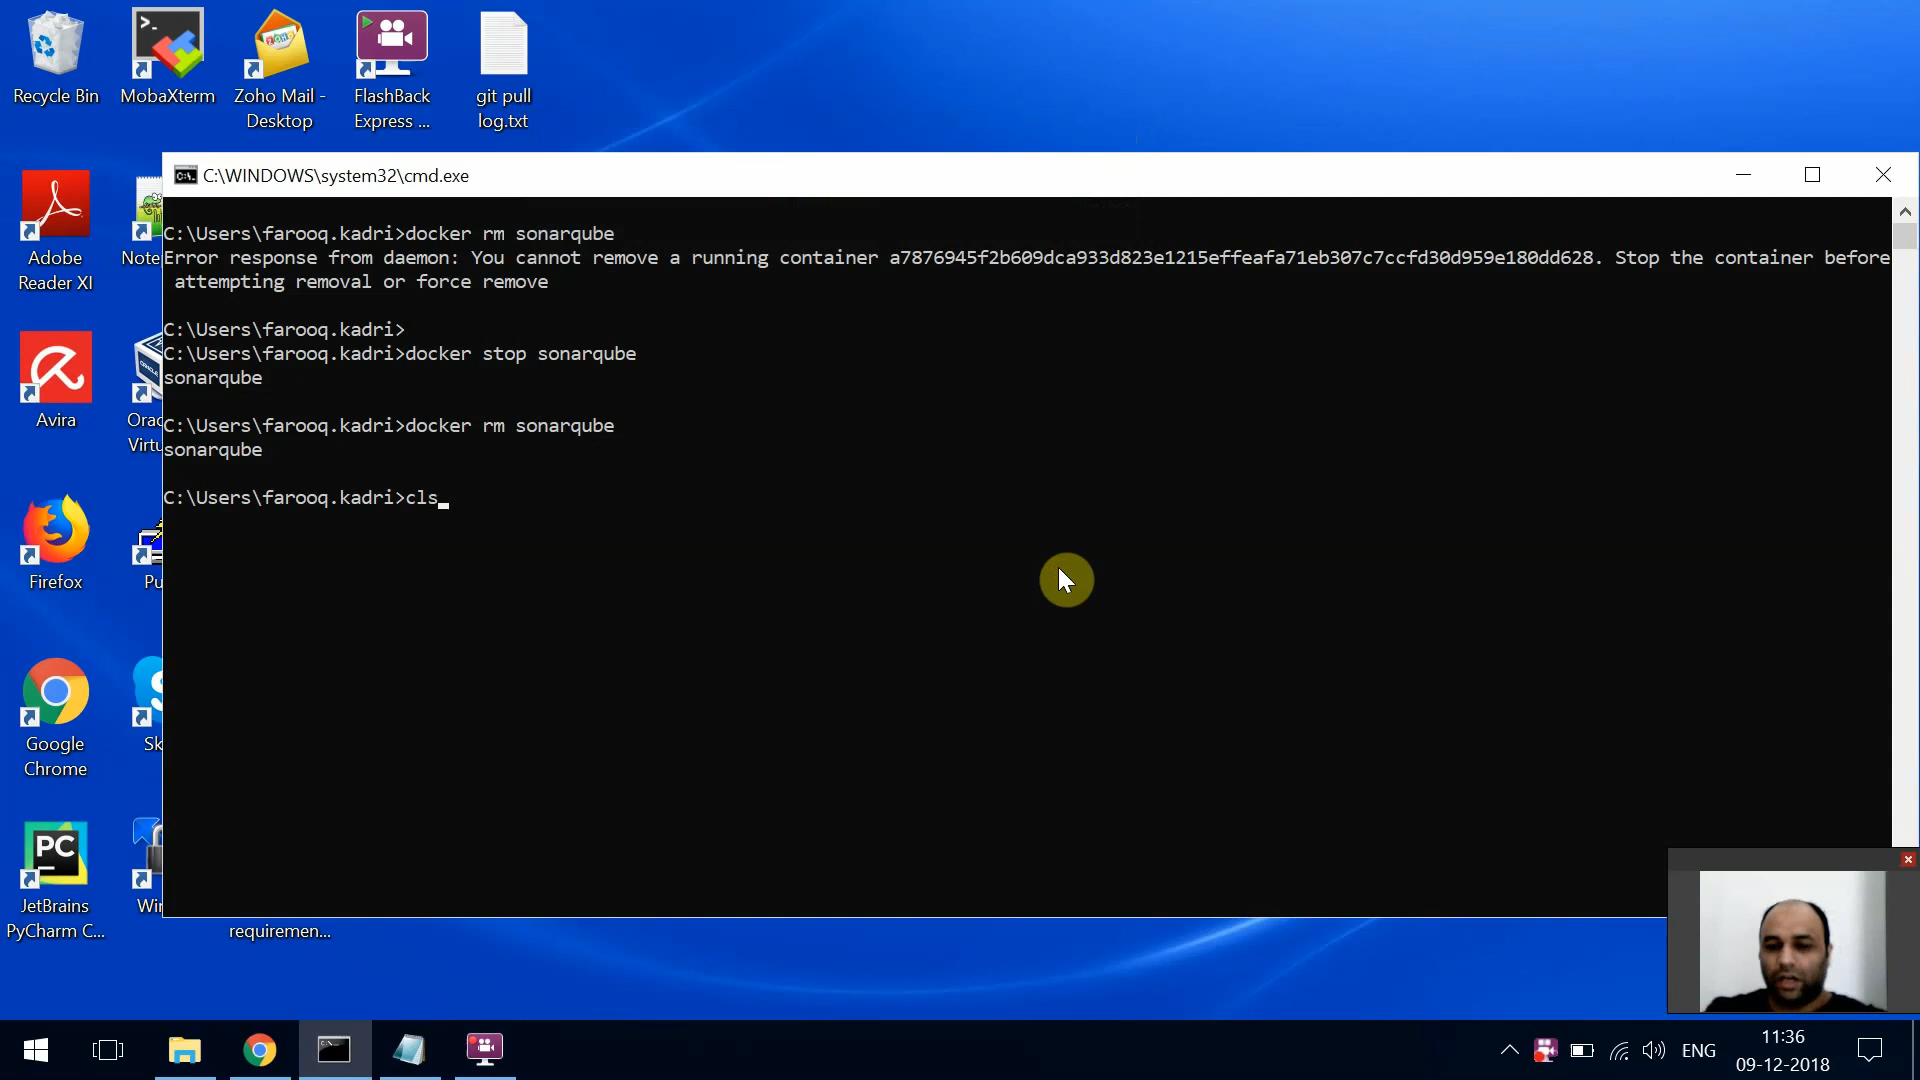 Recycle Bin
MobaXterm
Zoho Mail -
Desktop
FlashBack
Express ...
git pull
log.txt
C:\WINDOWS\system32\cmd.exe
C:\Users\farooq.kadri>docker rm sonarqube
Error response from daemon: You cannot remove a running container a7876945f2b609dca933d823e1215effeafa71eb307c7ccfd30d959e180dd628. Stop the container before
attempting removal or force remove
C:\Users\farooq.kadri>
C:\Users\farooq.kadri>docker stop sonarqube
sonarqube
C:\Users\farooq.kadri>docker rm sonarqube
sonarqube
C:\Users\farooq.kadri>cls
Adobe
Reader XI
Note
Avira
Orac
Virtu
Firefox
Pu
Google
Chrome
Sk
PC
JetBrains
PyCharm C...
Win
requiremen...
ENG
11:36
09-12-2018